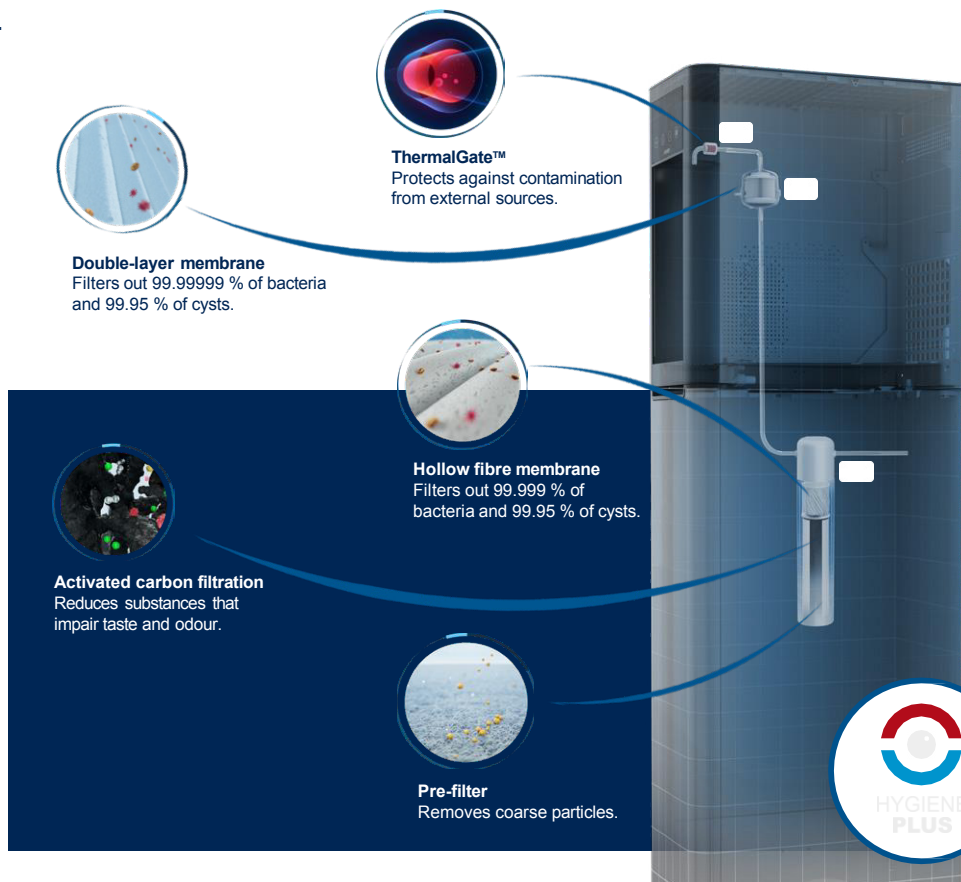 ThermalGate™
Protects against contamination
from external sources.
Double-layer membrane
Filters out 99.99999 % of bacteria
and 99.95 % of cysts.
Hollow fibre membrane
Filters out 99.999 % of
bacteria and 99.95 % of cysts.
Activated carbon filtration
Reduces substances that
impair taste and odour.
Pre-filter
Removes coarse particles.
HYGIENE
PLUS